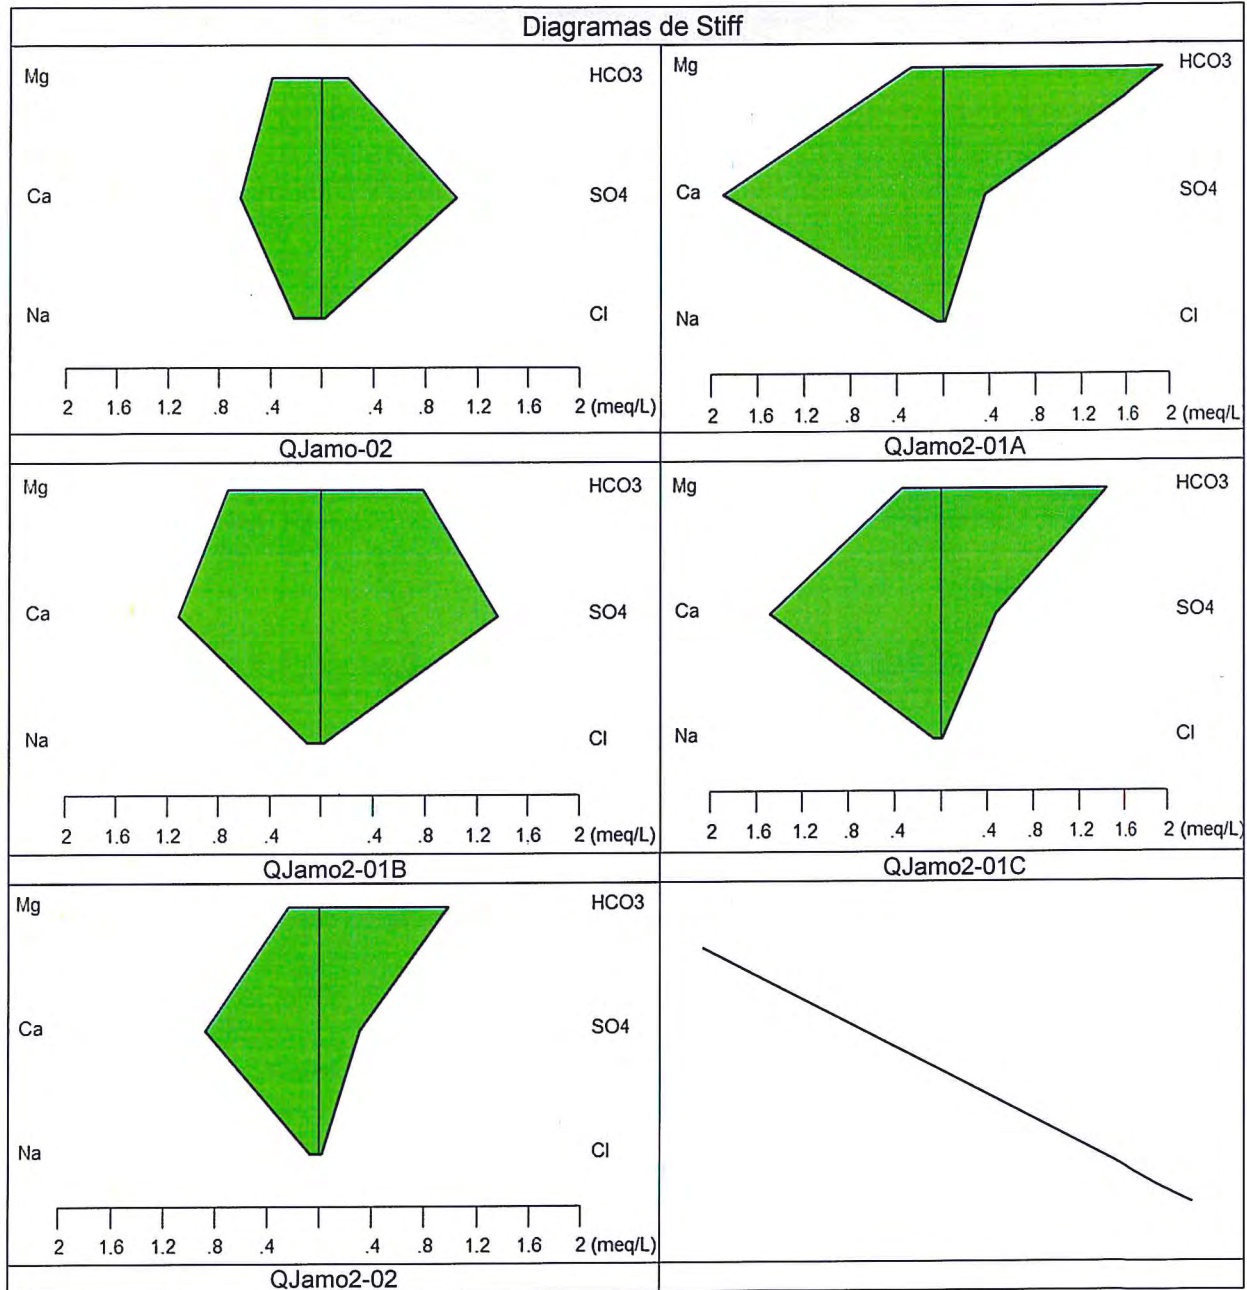 Diagramas de Stiff
Mg HCO3
Ca SO4
Na Cl
2 1.6 1.2 .8 .4 .4 .8 1.2 1.6 2 (meq/L)
QJamo-02
Mg HCO3
Ca SO4
Na Cl
2 1.6 1.2 .8 .4 .4 .8 1.2 1.6 2 (meq/L)
QJamo2-01A
Mg HCO3
Ca SO4
Na Cl
2 1.6 1.2 .8 .4 .4 .8 1.2 1.6 2 (meq/L)
QJamo2-01B
Mg HCO3
Ca SO4
Na Cl
2 1.6 1.2 .8 .4 .4 .8 1.2 1.6 2 (meq/L)
QJamo2-01C
Mg HCO3
Ca SO4
Na Cl
2 1.6 1.2 .8 .4 .4 .8 1.2 1.6 2 (meq/L)
QJamo2-02